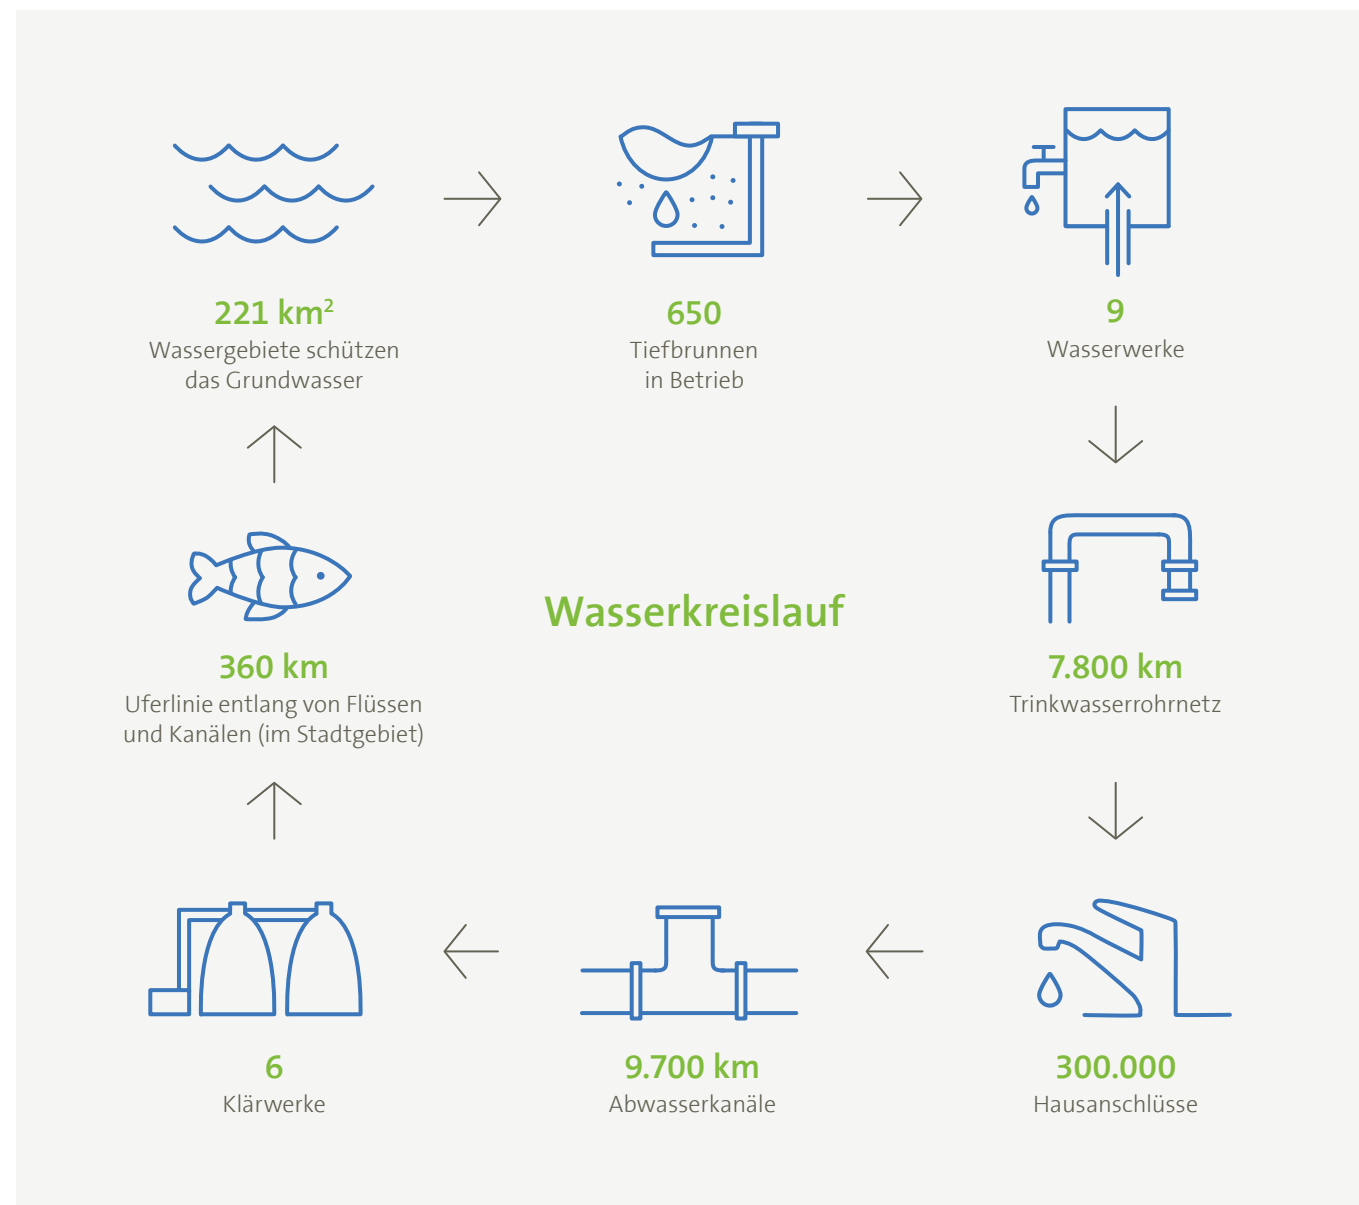 221 km²
Wassergebiete schützen
das Grundwasser
650
Tiefbrunnen
in Betrieb
9
Wasserwerke
360 km
Uferlinie entlang von Flüssen
und Kanälen (im Stadtgebiet)
Wasserkreislauf
7.800 km
Trinkwasserrohrnetz
6
Klärwerke
9.700 km
Abwasserkanäle
300.000
Hausanschlüsse